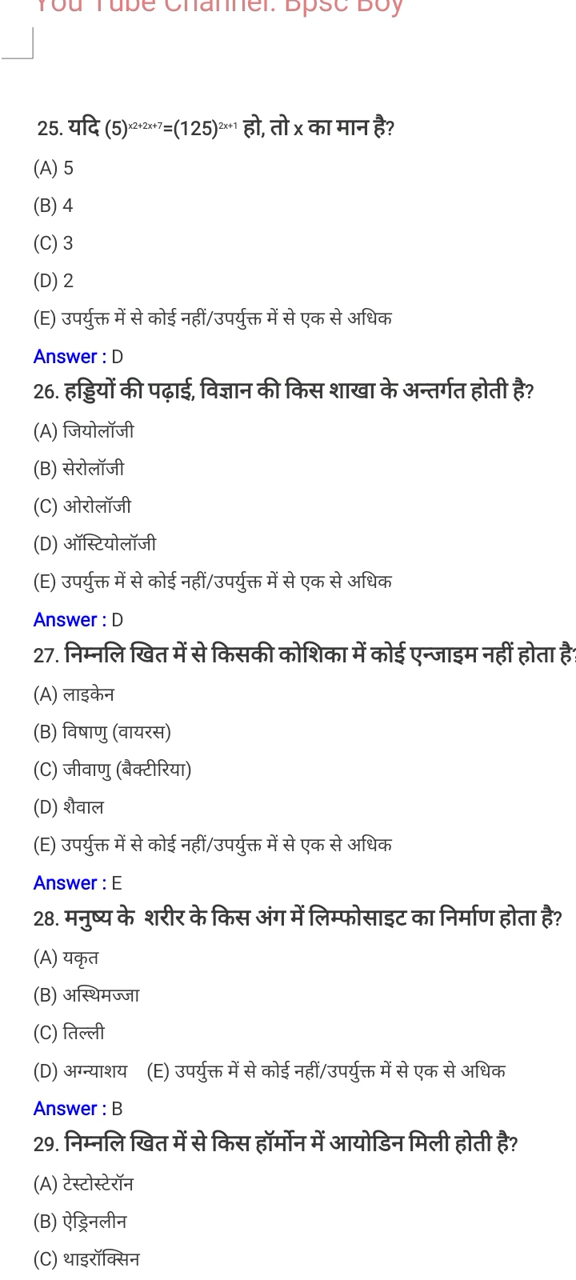 You Tube Channel: Bpsc Boy
25. यदि (5)ˣ²⁺²ˣ⁺⁷=(125)²ˣ⁺¹ हो, तो x का मान है?
(A) 5
(B) 4
(C) 3
(D) 2
(E) उपर्युक्त में से कोई नहीं/उपर्युक्त में से एक से अधिक
Answer : D
26. हड्डियों की पढ़ाई, विज्ञान की किस शाखा के अन्तर्गत होती है?
(A) जियोलॉजी
(B) सेरोलॉजी
(C) ओरोलॉजी
(D) ऑस्टियोलॉजी
(E) उपर्युक्त में से कोई नहीं/उपर्युक्त में से एक से अधिक
Answer : D
27. निम्नलि खित में से किसकी कोशिका में कोई एन्जाइम नहीं होता है?
(A) लाइकेन
(B) विषाणु (वायरस)
(C) जीवाणु (बैक्टीरिया)
(D) शैवाल
(E) उपर्युक्त में से कोई नहीं/उपर्युक्त में से एक से अधिक
Answer : E
28. मनुष्य के शरीर के किस अंग में लिम्फोसाइट का निर्माण होता है?
(A) यकृत
(B) अस्थिमज्जा
(C) तिल्ली
(D) अग्न्याशय (E) उपर्युक्त में से कोई नहीं/उपर्युक्त में से एक से अधिक
Answer : B
29. निम्नलि खित में से किस हॉर्मोन में आयोडिन मिली होती है?
(A) टेस्टोस्टेरॉन
(B) ऐड्रिनलीन
(C) थाइरॉक्सिन